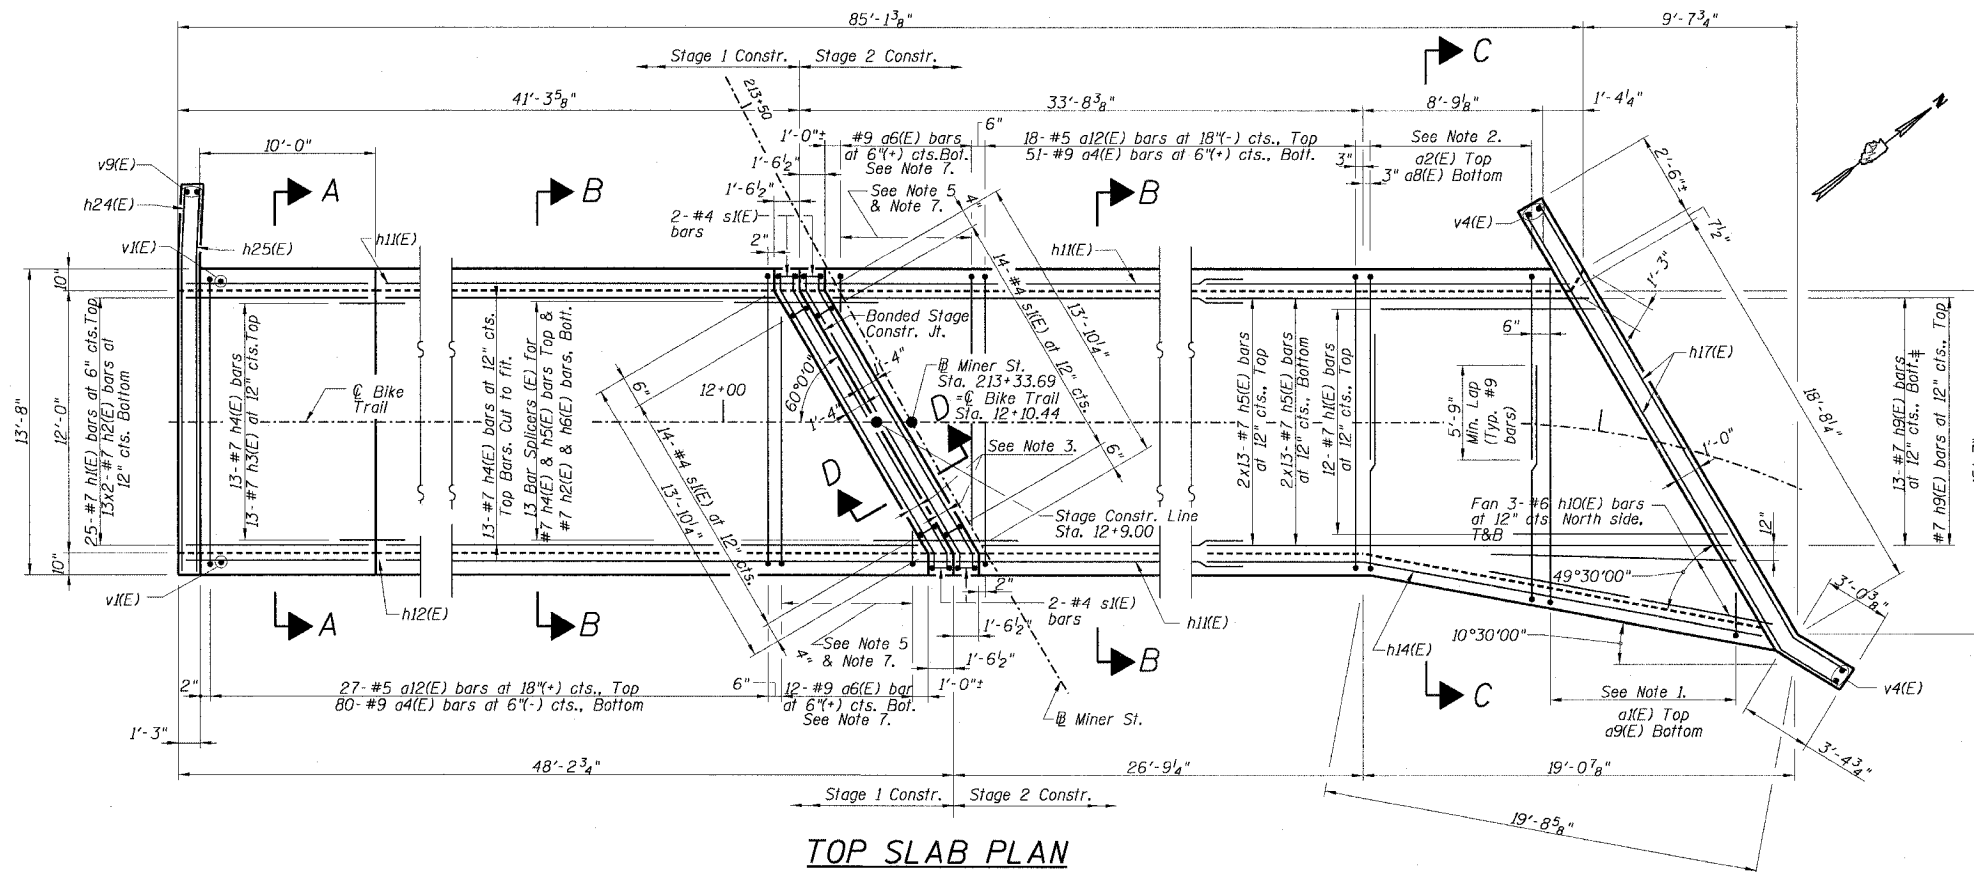 85'-1 3/8"
9'-7 3/4"
Stage 1 Constr.
Stage 2 Constr.
C
213+50
41'-3 5/8"
33'-8 3/8"
8'-9 1/8"
1'-4 1/4"
N
10'-0"
1'-0"±
#9 a6(E) bars
at 6"(+) cts.Bot.
See Note 7.
6"
18- #5 a12(E) bars at 18"(-) cts., Top
51- #9 a4(E) bars at 6"(+) cts., Bott.
See Note 2.
a2(E) Top
a8(E) Bottom
3"
3"
2'-6"±
v9(E)
h24(E)
A
B
1'-6 1/2"
1'-6 1/2"
2- #4 s1(E)
bars
See Note 5
& Note 7.
4"
B
v4(E)
7 1/2"
v1(E)
h11(E)
h25(E)
2"
h11(E)
1'-3"
13'-8"
10"
12'-0"
10"
25- #7 h1(E) bars at 6" cts.Top
13x2- #7 h2(E) bars at
12" cts. Bottom
13- #7 h4(E) bars
13- #7 h3(E) at 12" cts.Top
℄ Bike
Trail
13- #7 h4(E) bars at 12" cts.
Top Bars. Cut to fit.
13 Bar Splicers (E) for
#7 h4(E) & h5(E) bars Top &
#7 h2(E) & h6(E) bars, Bott.
14- #4 s1(E) at 12" cts.
13'-10 1/4"
Bonded Stage
Constr. Jt.
1'-4"
6"
12+00
60°0'00"
1'-4"
℔ Miner St.
Sta. 213+33.69
=℄ Bike Trail
Sta. 12+10.44
D
See Note 3.
6"
14- #4 s1(E) at 12" cts.
13'-10 1/4"
D
Stage Constr. Line
Sta. 12+9.00
2x13- #7 h5(E) bars
at 12" cts., Top
2x13- #7 h5(E) bars
at 12" cts., Bottom
12- #7 h1(E) bars
at 12" cts., Top
6"
5'-9"
Min. Lap
(Typ. #9
bars)
h17(E)
18'-8 1/4"
1'-0"
Fan 3- #6 h10(E) bars
at 12" cts. North side,
T&B
12"
13- #7 h9(E) bars
at 12" cts., Bott.‡
#7 h9(E) bars at 12" cts., Top
49°30'00"
3'-0 3/8"
v1(E)
h12(E)
A
B
See Note 5
& Note 7.
4"
2- #4 s1(E)
bars
2"
1'-6 1/2"
1'-6 1/2"
1'-0"±
h11(E)
B
10°30'00"
h14(E)
C
See Note 1.
a1(E) Top
a9(E) Bottom
v4(E)
3'-4 3/4"
2"
27- #5 a12(E) bars at 18"(+) cts., Top
80- #9 a4(E) bars at 6"(-) cts., Bottom
6"
12- #9 a6(E) bar
at 6"(+) cts. Bot.
See Note 7.
℔ Miner St.
1'-3"
48'-2 3/4"
26'-9 1/4"
19'-0 7/8"
Stage 1 Constr.
Stage 2 Constr.
19'-8 5/8"
TOP SLAB PLAN